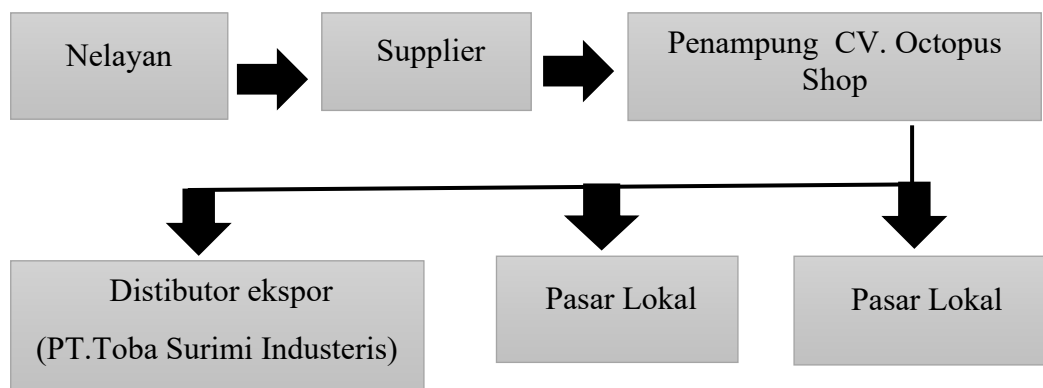 Nelayan
Supplier
Penampung CV. Octopus
Shop
Distibutor ekspor
(PT.Toba Surimi Industeris)
Pasar Lokal
Pasar Lokal